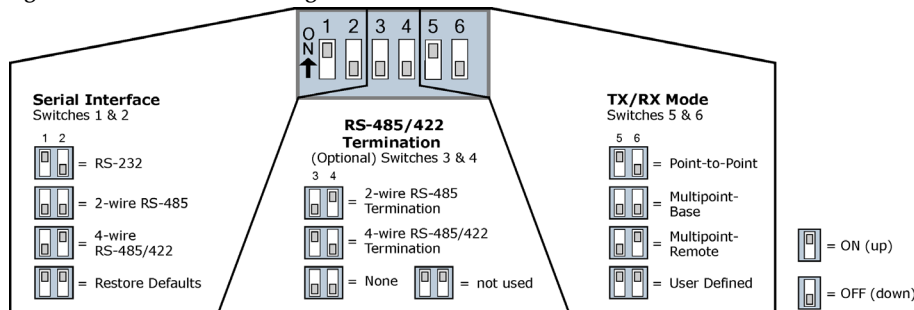 O
N
1 2 3 4 5 6
Serial Interface
Switches 1 & 2
1 2
= RS-232
= 2-wire RS-485
= 4-wire
RS-485/422
= Restore Defaults
RS-485/422
Termination
(Optional) Switches 3 & 4
3 4
= 2-wire RS-485
Termination
= 4-wire RS-485/422
Termination
= None
= not used
TX/RX Mode
Switches 5 & 6
5 6
= Point-to-Point
= Multipoint-
Base
= Multipoint-
Remote
= User Defined
= ON (up)
= OFF (down)